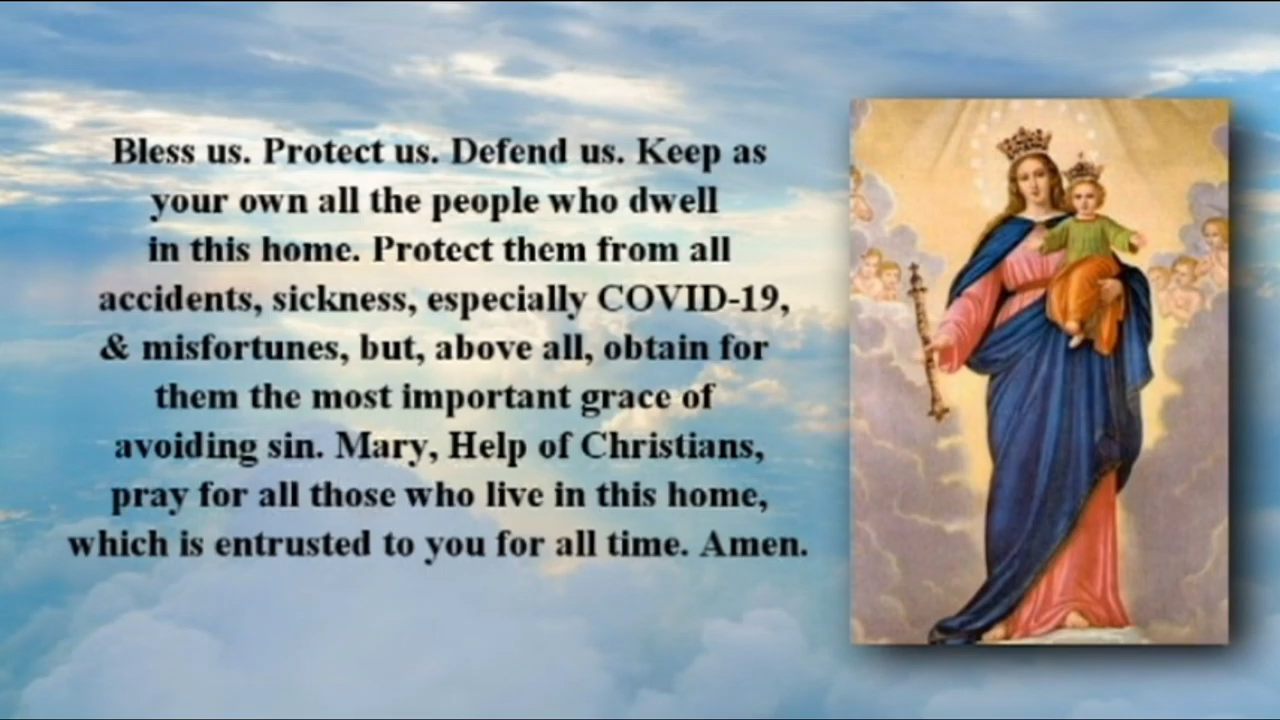 Bless us. Protect us. Defend us. Keep as
your own all the people who dwell
in this home. Protect them from all
accidents, sickness, especially COVID-19,
& misfortunes, but, above all, obtain for
them the most important grace of
avoiding sin. Mary, Help of Christians,
pray for all those who live in this home,
which is entrusted to you for all time. Amen.